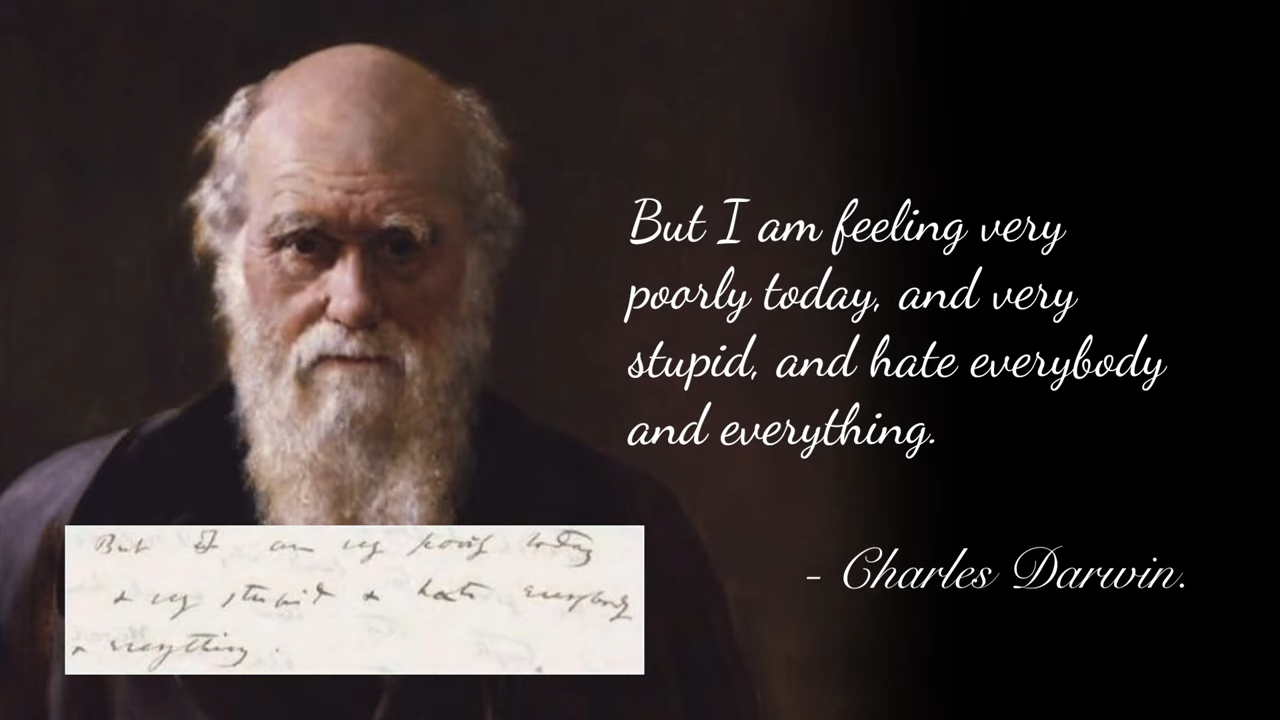 But I am feeling very
poorly today, and very
stupid, and hate everybody
and everything.
- Charles Darwin.
But I am vy poorly today
& vy stupid & hate everybody
& everything.